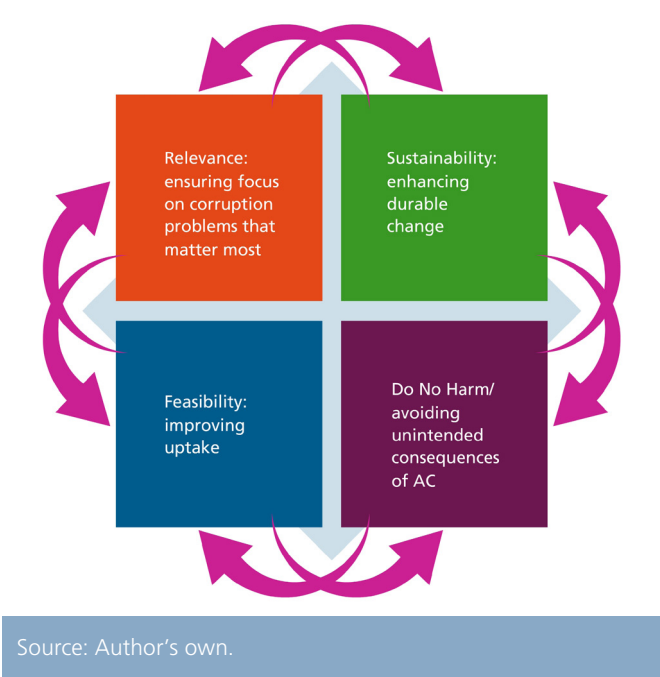 Relevance:
ensuring focus
on corruption
problems that
matter most
Sustainability:
enhancing
durable
change
Feasibility:
improving
uptake
Do No Harm/
avoiding
unintended
consequences
of AC
Source: Author’s own.